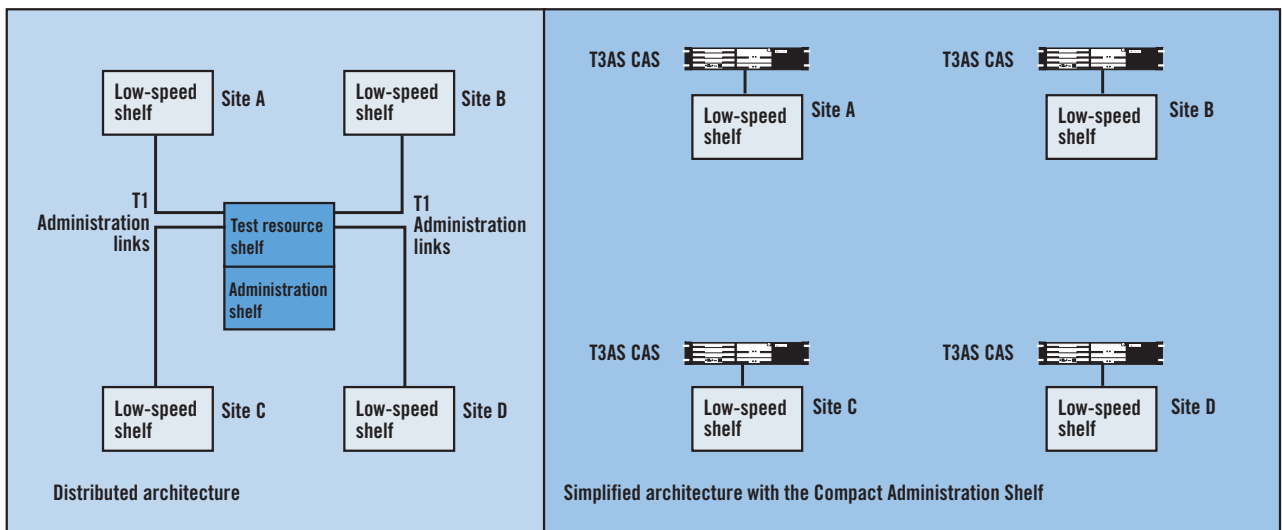 Low-speed
shelf
Site A
Low-speed
shelf
Site B
T1
Administration
links
Test resource
shelf
Administration
shelf
T1
Administration
links
Low-speed
shelf
Site C
Low-speed
shelf
Site D
Distributed architecture
T3AS CAS
Low-speed
shelf
Site A
T3AS CAS
Low-speed
shelf
Site B
T3AS CAS
Low-speed
shelf
Site C
T3AS CAS
Low-speed
shelf
Site D
Simplified architecture with the Compact Administration Shelf